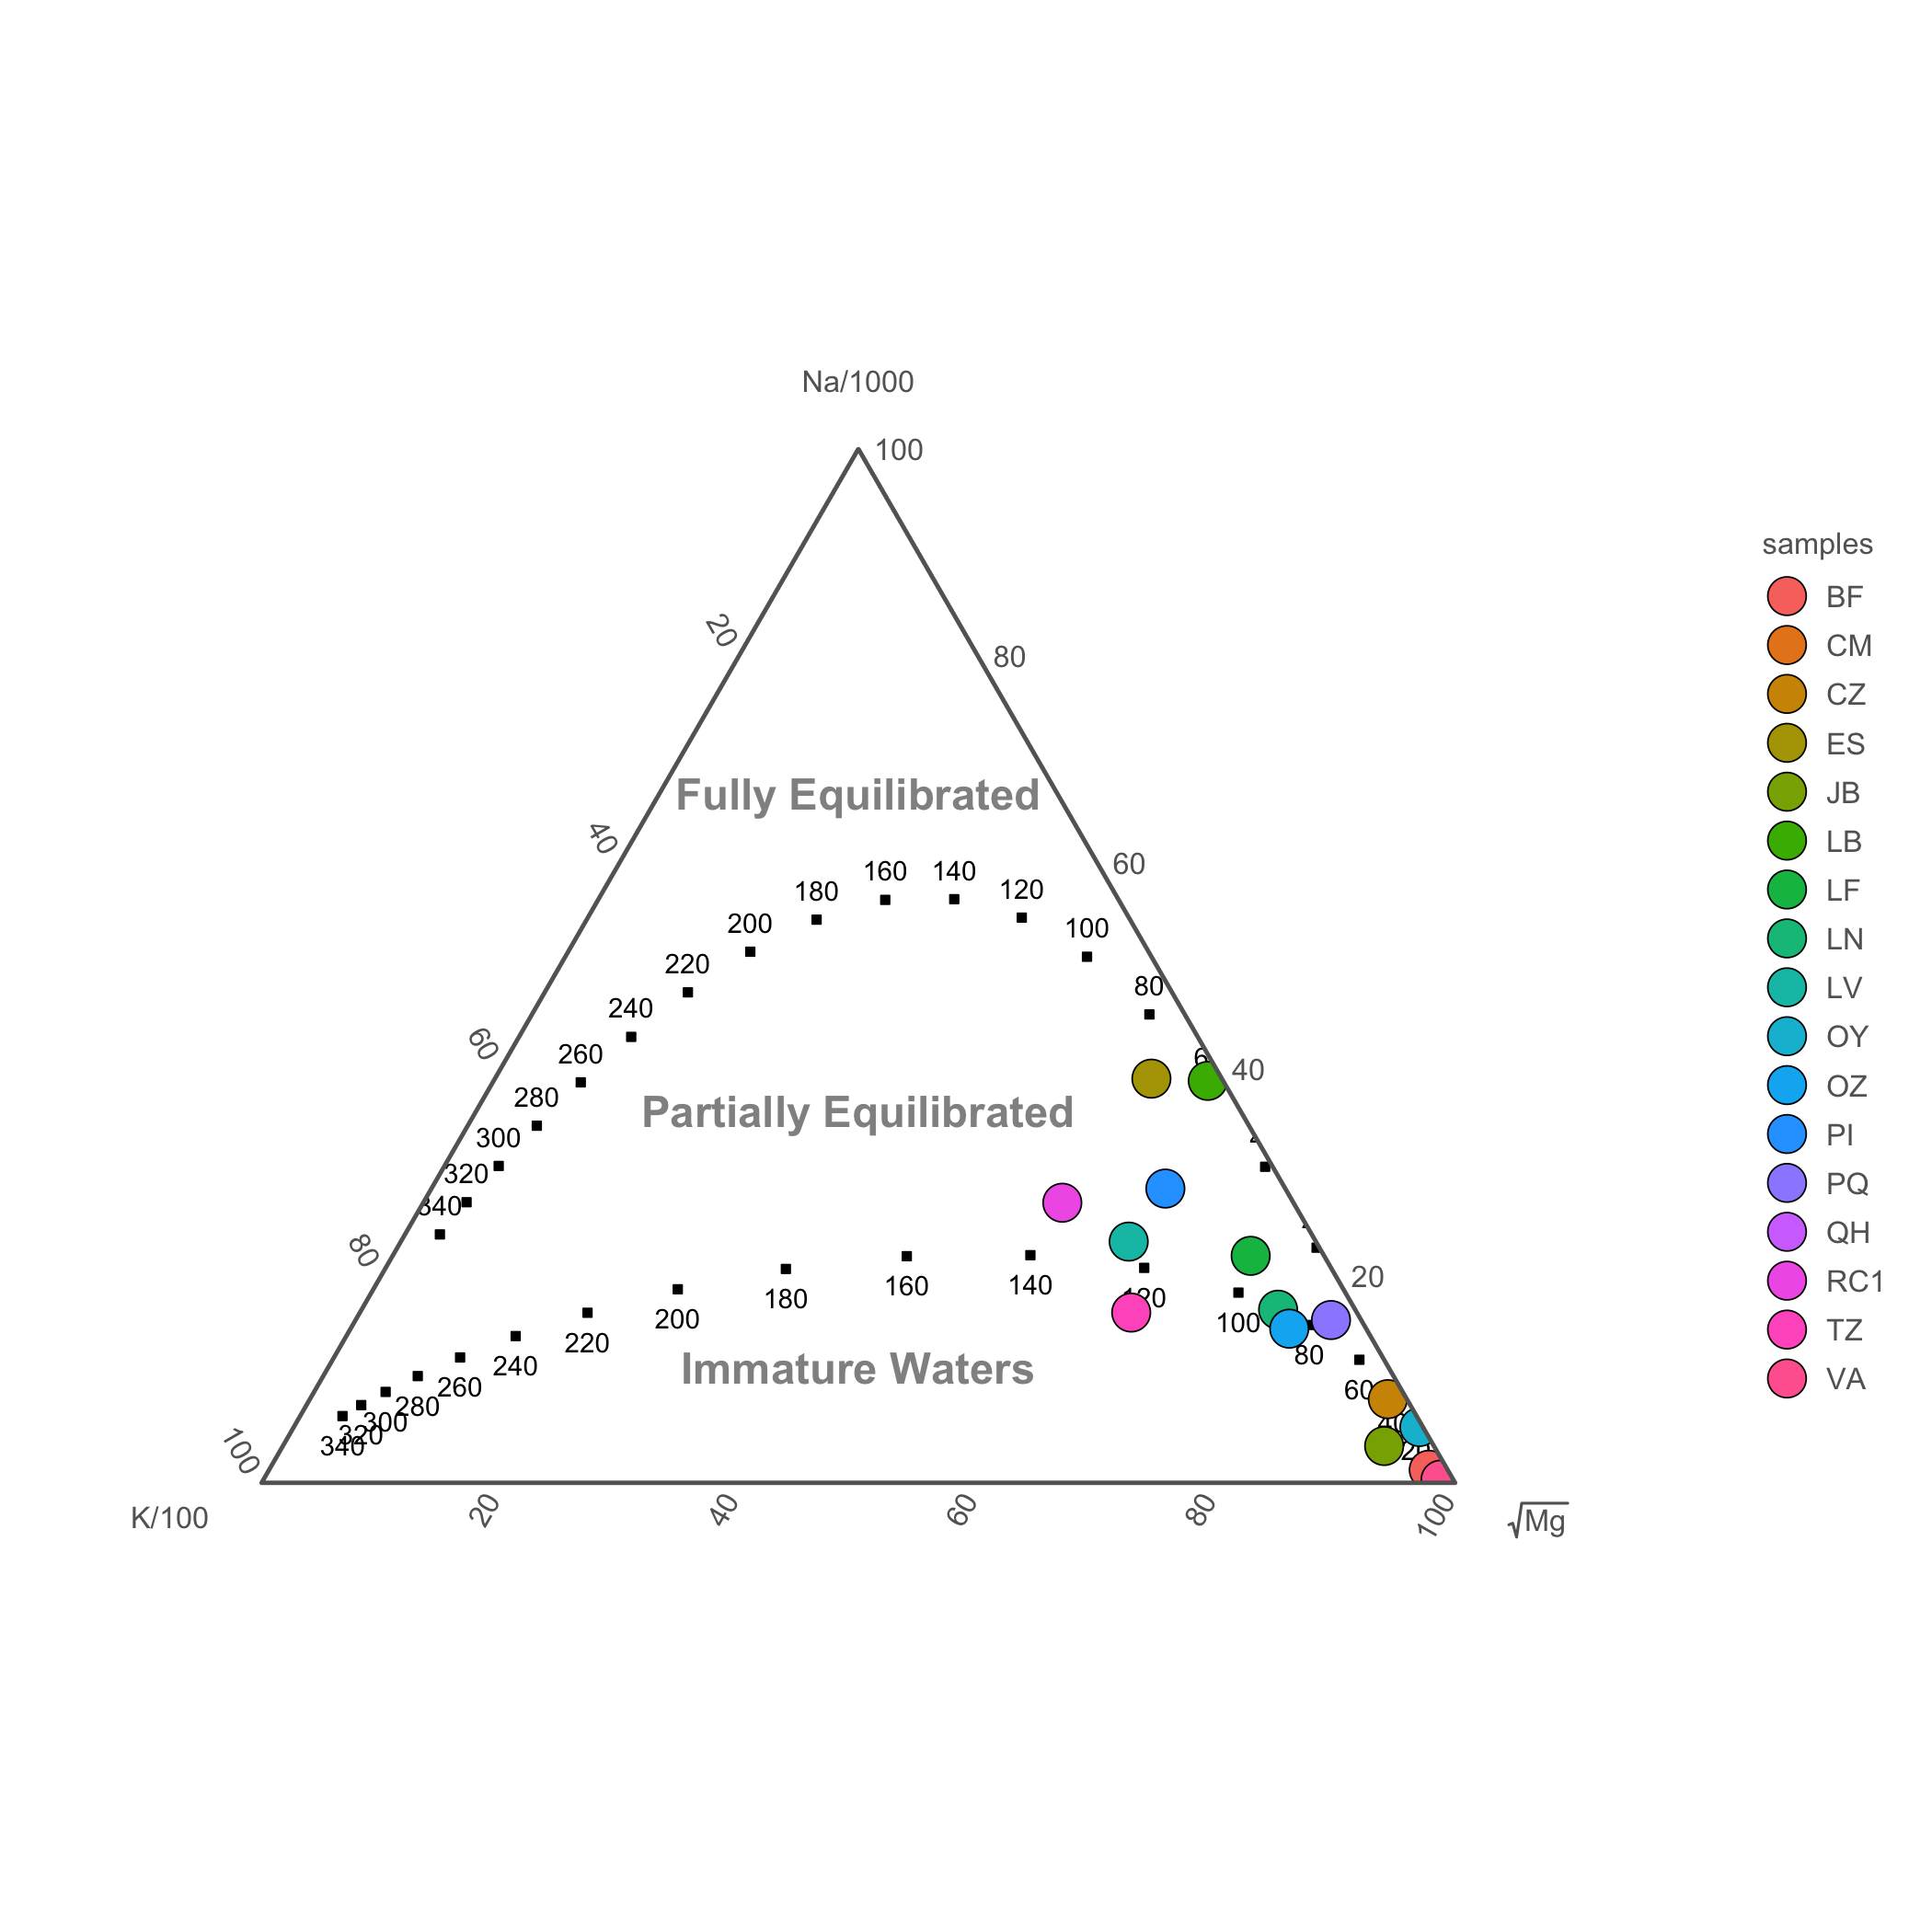 Na/1000
100
20
80
Fully Equilibrated
40
60
160
140
180
120
200
100
220
80
240
60
260
40
280
Partially Equilibrated
300
320
340
80
20
160
140
120
180
200
100
220
80
240
260
60
280
300
320
340
Immature Waters
100
K/100
20
40
60
80
100
√Mg
samples
BF
CM
CZ
ES
JB
LB
LF
LN
LV
OY
OZ
PI
PQ
QH
RC1
TZ
VA